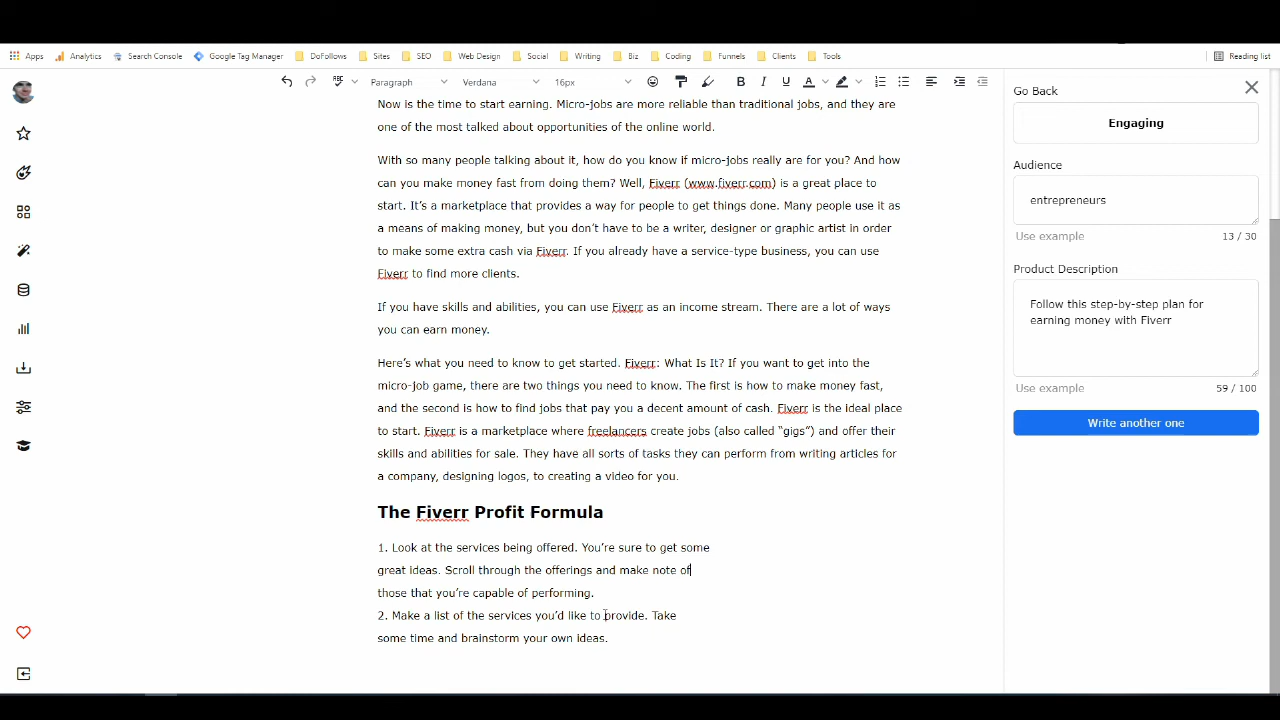 Apps Analytics Search Console Google Tag Manager DoFollows Sites SEO Web Design Social Writing Biz Coding Funnels Clients Tools Reading list
Paragraph Verdana 16px
Now is the time to start earning. Micro-jobs are more reliable than traditional jobs, and they are
one of the most talked about opportunities of the online world.
With so many people talking about it, how do you know if micro-jobs really are for you? And how
can you make money fast from doing them? Well, Fiverr (www.fiverr.com) is a great place to
start. It’s a marketplace that provides a way for people to get things done. Many people use it as
a means of making money, but you don’t have to be a writer, designer or graphic artist in order
to make some extra cash via Fiverr. If you already have a service-type business, you can use
Fiverr to find more clients.
If you have skills and abilities, you can use Fiverr as an income stream. There are a lot of ways
you can earn money.
Here’s what you need to know to get started. Fiverr: What Is It? If you want to get into the
micro-job game, there are two things you need to know. The first is how to make money fast,
and the second is how to find jobs that pay you a decent amount of cash. Fiverr is the ideal place
to start. Fiverr is a marketplace where freelancers create jobs (also called “gigs”) and offer their
skills and abilities for sale. They have all sorts of tasks they can perform from writing articles for
a company, designing logos, to creating a video for you.
The Fiverr Profit Formula
1. Look at the services being offered. You’re sure to get some
great ideas. Scroll through the offerings and make note of
those that you’re capable of performing.
2. Make a list of the services you’d like to provide. Take
some time and brainstorm your own ideas.
Go Back
Engaging
Audience
entrepreneurs
Use example 13 / 30
Product Description
Follow this step-by-step plan for
earning money with Fiverr
Use example 59 / 100
Write another one